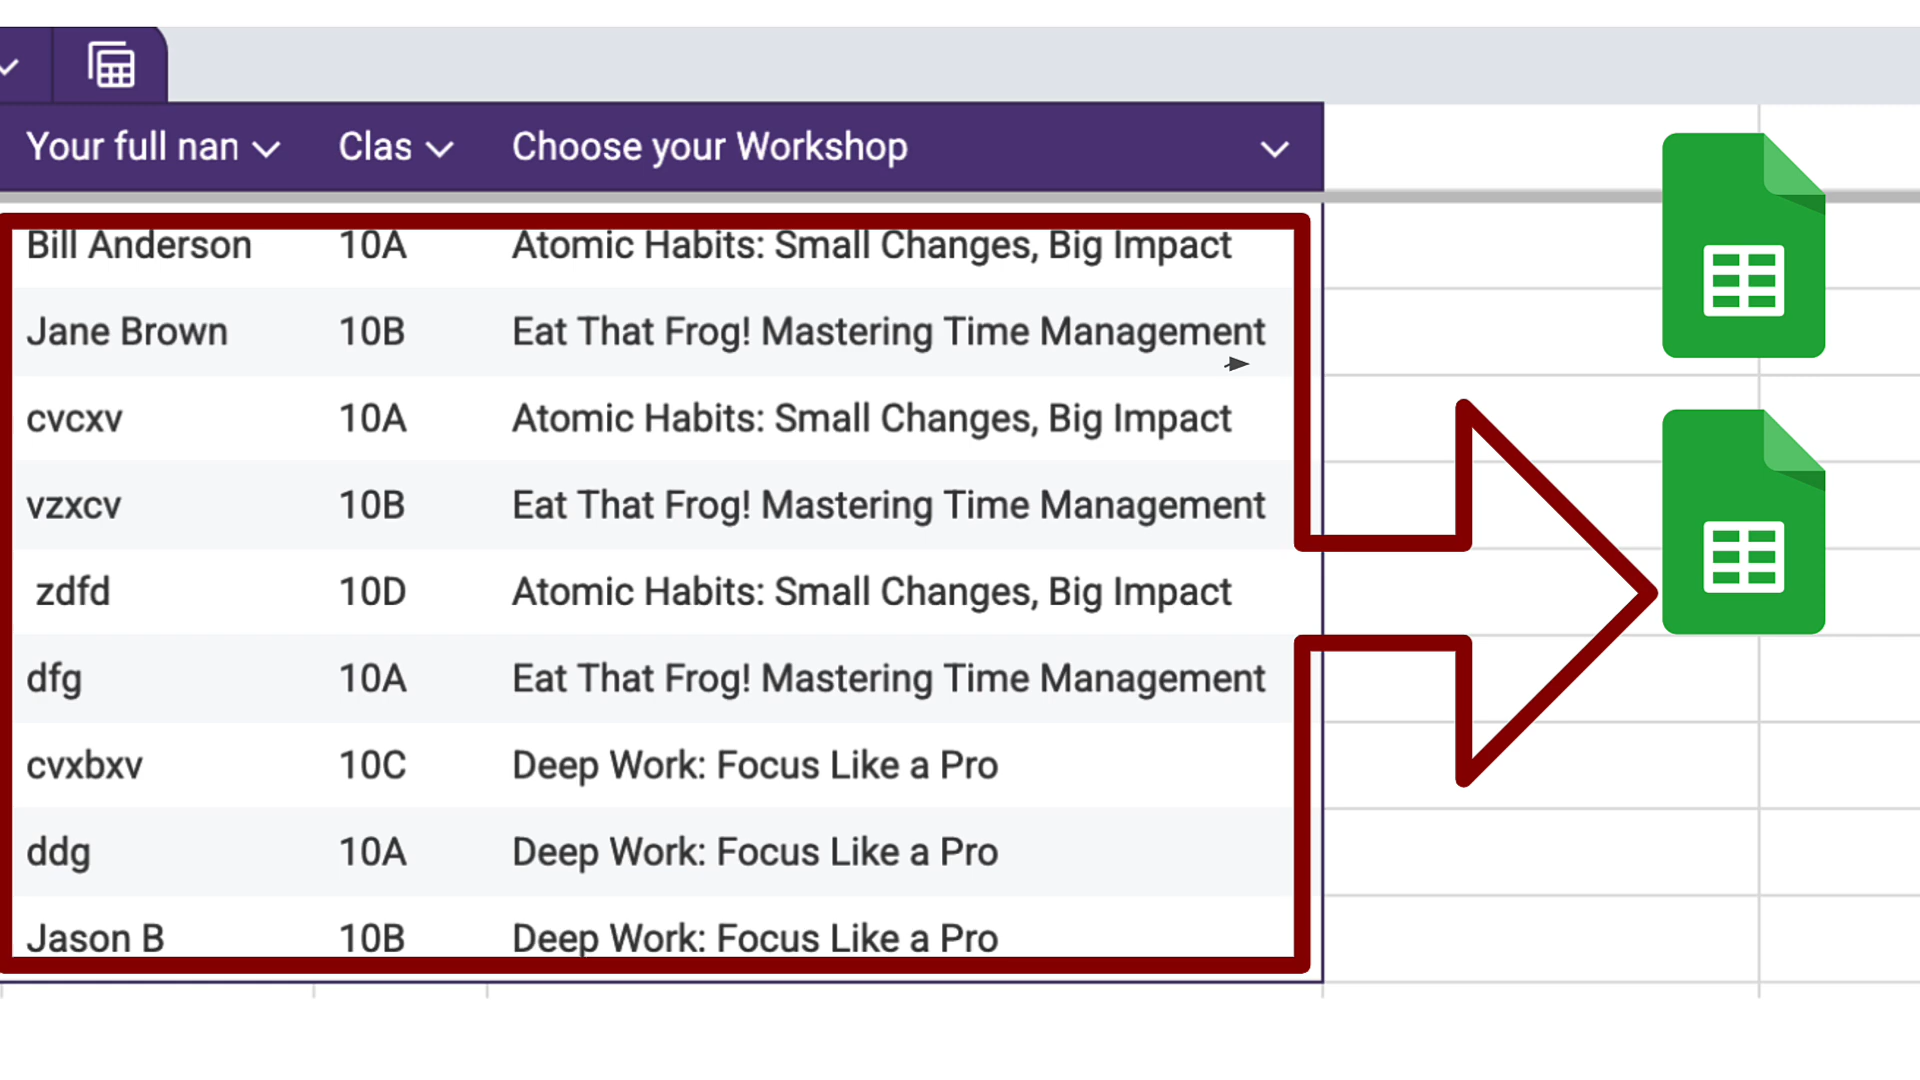 Your full nan Clas Choose your Workshop
Bill Anderson 10A Atomic Habits: Small Changes, Big Impact
Jane Brown 10B Eat That Frog! Mastering Time Management
cvcxv 10A Atomic Habits: Small Changes, Big Impact
vzxcv 10B Eat That Frog! Mastering Time Management
zdfd 10D Atomic Habits: Small Changes, Big Impact
dfg 10A Eat That Frog! Mastering Time Management
cvxbxv 10C Deep Work: Focus Like a Pro
ddg 10A Deep Work: Focus Like a Pro
Jason B 10B Deep Work: Focus Like a Pro